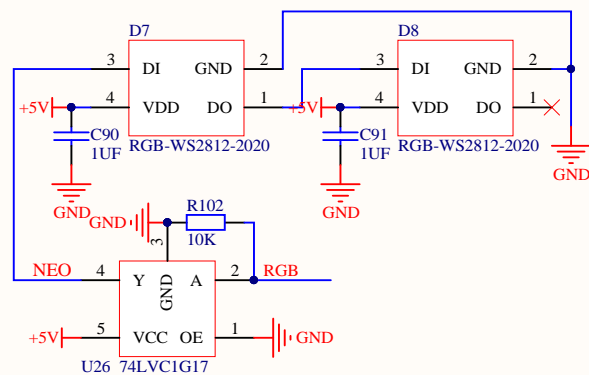 D7
D8
3 DI GND 2
3 DI GND 2
+5V 4 VDD DO 1
+5V 4 VDD DO 1
C90
1UF
RGB-WS2812-2020
C91
1UF
RGB-WS2812-2020
GND
GND
GND
GND
R102
10K
3
NEO 4 Y GND A 2 RGB
+5V 5 VCC OE 1 GND
U26 74LVC1G17